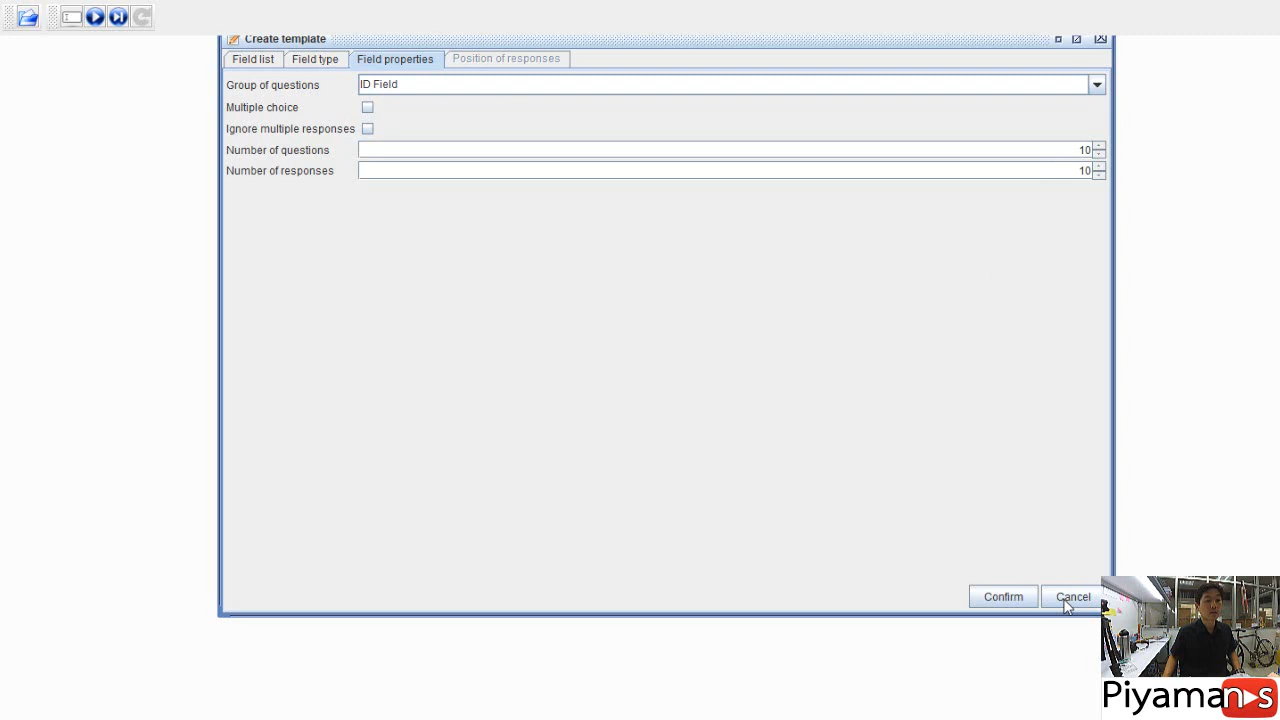 Create template
Field list Field type Field properties Position of responses
Group of questions ID Field
Multiple choice
Ignore multiple responses
Number of questions 10
Number of responses 10
Confirm Cancel
Piyamanas